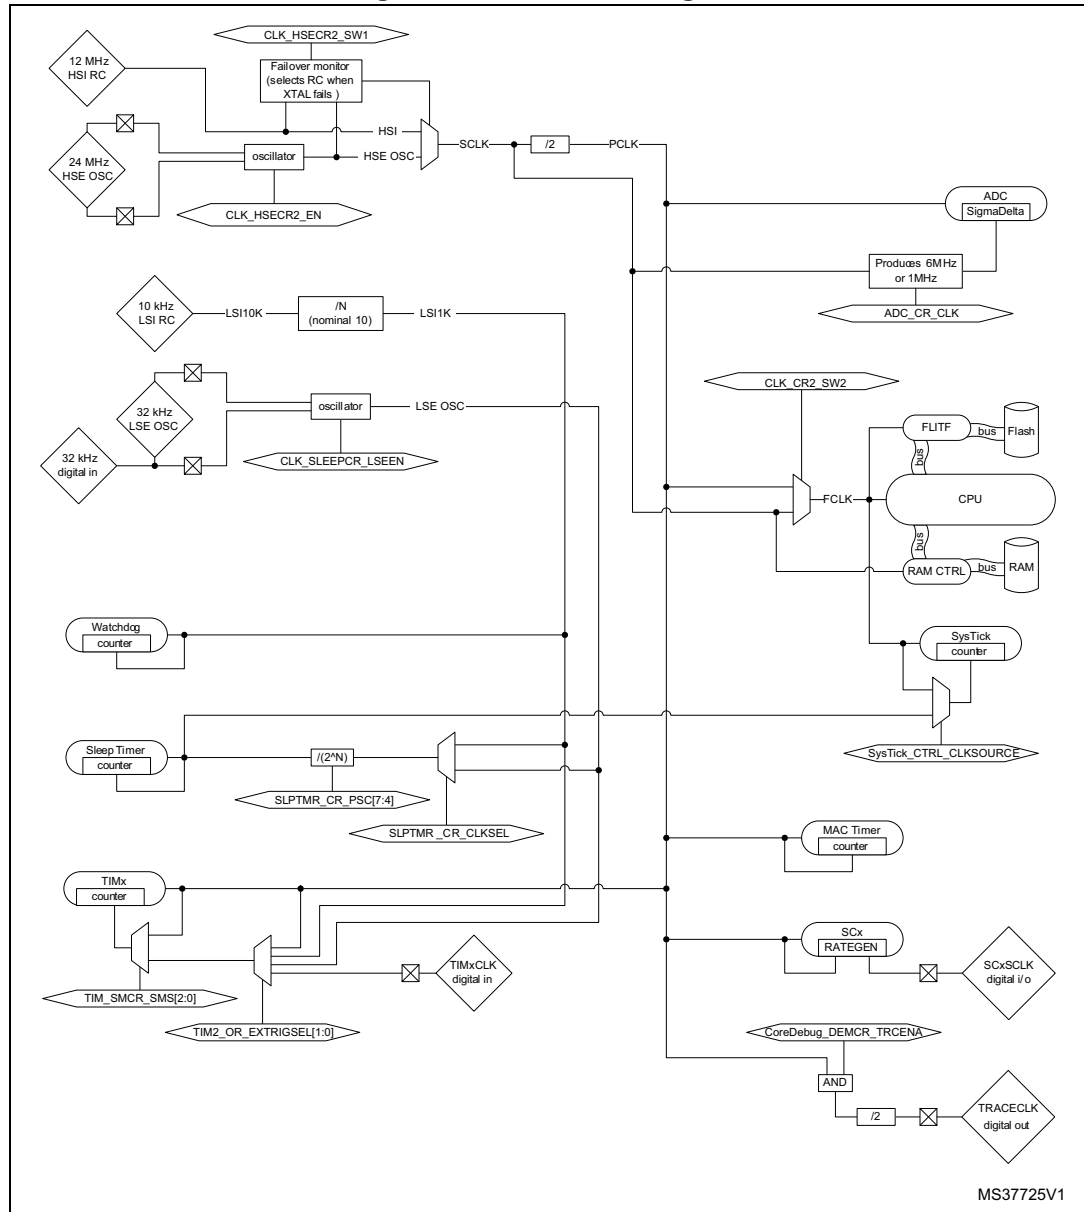 CLK_HSECR2_SW1
12 MHz
HSI RC
Failover monitor
(selects RC when
XTAL fails )
HSI
SCLK
/2
PCLK
oscillator
HSE OSC
24 MHz
HSE OSC
CLK_HSECR2_EN
ADC
SigmaDelta
Produces 6MHz
or 1MHz
ADC_CR_CLK
10 kHz
LSI RC
LSI10K
/N
(nominal 10)
LSI1K
32 kHz
LSE OSC
oscillator
LSE OSC
CLK_SLEEPCR_LSEEN
32 kHz
digital in
CLK_CR2_SW2
FLITF
bus
Flash
bus
FCLK
CPU
bus
RAM CTRL
bus
RAM
Watchdog
counter
SysTick
counter
Sleep Timer
counter
/(2^N)
SLPTMR_CR_PSC[7:4]
SLPTMR_CR_CLKSEL
SysTick_CTRL_CLKSOURCE
MAC Timer
counter
TIMx
counter
TIM_SMCR_SMS[2:0]
TIM2_OR_EXTRIGSEL[1:0]
TIMxCLK
digital in
SCx
RATEGEN
SCxSCLK
digital i/o
CoreDebug_DEMCR_TRCENA
AND
/2
TRACECLK
digital out
MS37725V1